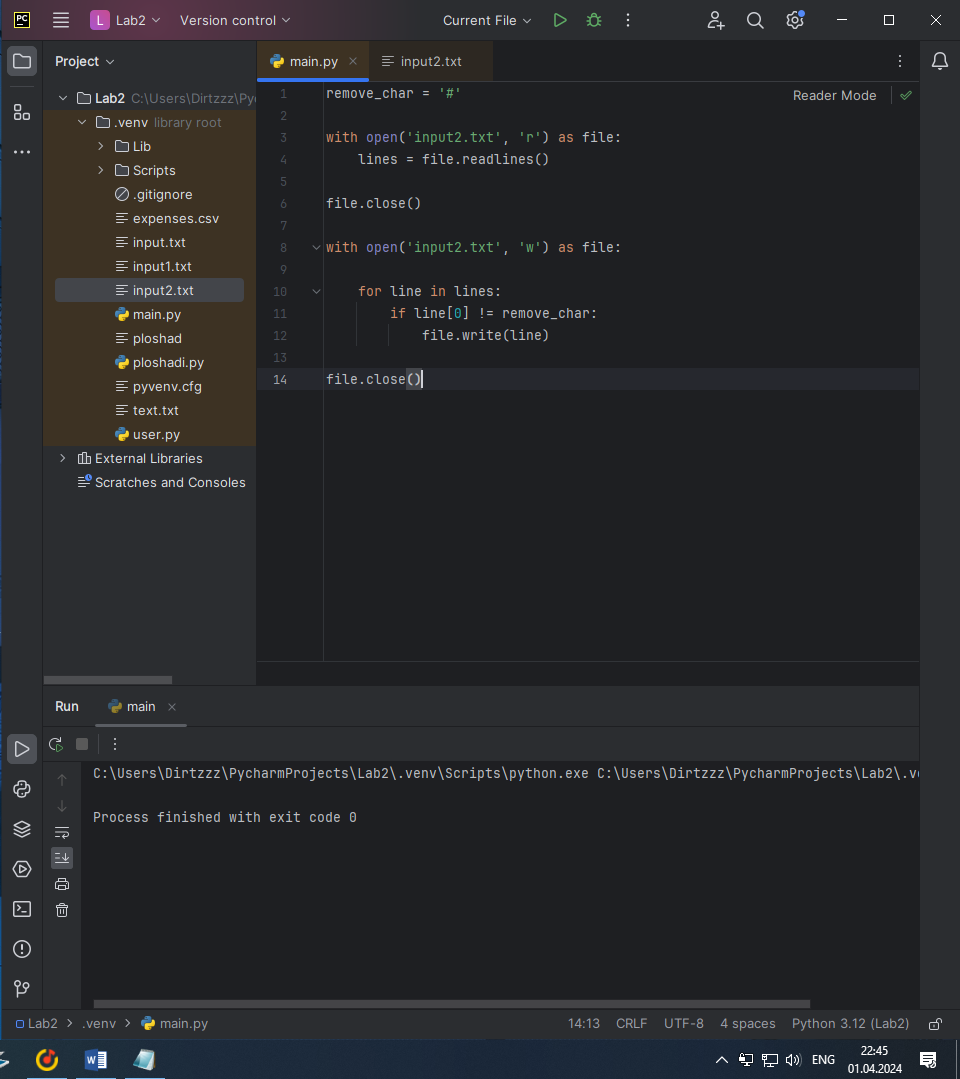 PC L Lab2 Version control Current File
Project
main.py
input2.txt
Lab2 C:\Users\Dirtzzz\Py
.venv library root
Lib
Scripts
.gitignore
expenses.csv
input.txt
input1.txt
input2.txt
main.py
ploshad
ploshadi.py
pyvenv.cfg
text.txt
user.py
External Libraries
Scratches and Consoles
Reader Mode
1 remove_char = '#'
2
3 with open('input2.txt', 'r') as file:
4     lines = file.readlines()
5
6 file.close()
7
8 with open('input2.txt', 'w') as file:
9
10     for line in lines:
11         if line[0] != remove_char:
12             file.write(line)
13
14 file.close()
Run main
C:\Users\Dirtzzz\PycharmProjects\Lab2\.venv\Scripts\python.exe C:\Users\Dirtzzz\PycharmProjects\Lab2\.ve
Process finished with exit code 0
Lab2 > .venv > main.py 14:13 CRLF UTF-8 4 spaces Python 3.12 (Lab2)
ENG
22:45
01.04.2024